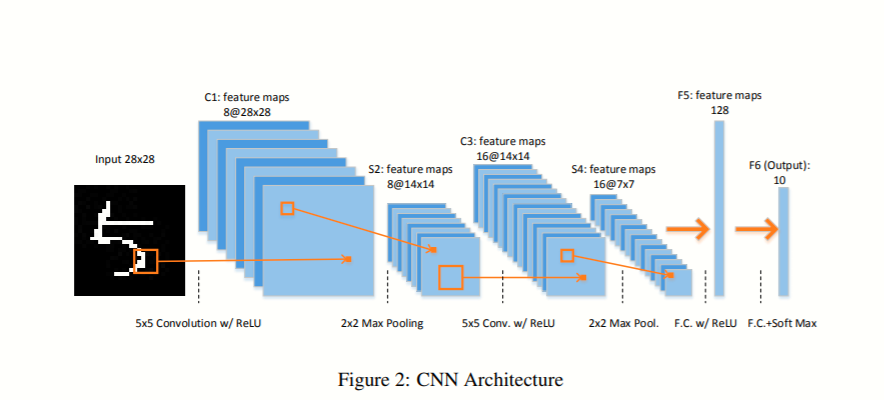 C1: feature maps
8@28x28
Input 28x28
S2: feature maps
8@14x14
C3: feature maps
16@14x14
S4: feature maps
16@7x7
F5: feature maps
128
F6 (Output):
10
5x5 Convolution w/ ReLU
2x2 Max Pooling
5x5 Conv. w/ ReLU
2x2 Max Pool.
F.C. w/ ReLU
F.C.+Soft Max
Figure 2: CNN Architecture